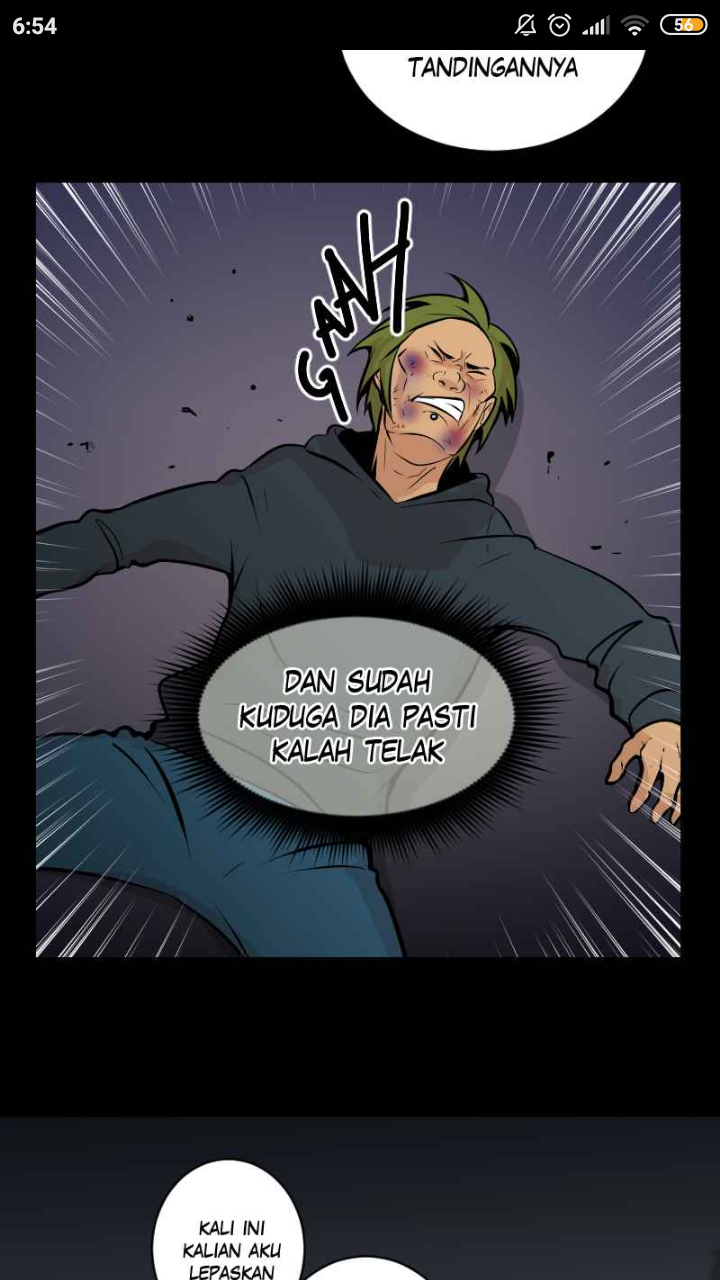 6:54
56
TANDINGANNYA
GAAH
DAN SUDAH
KUDUGA DIA PASTI
KALAH TELAK
KALI INI
KALIAN AKU
LEPASKAN